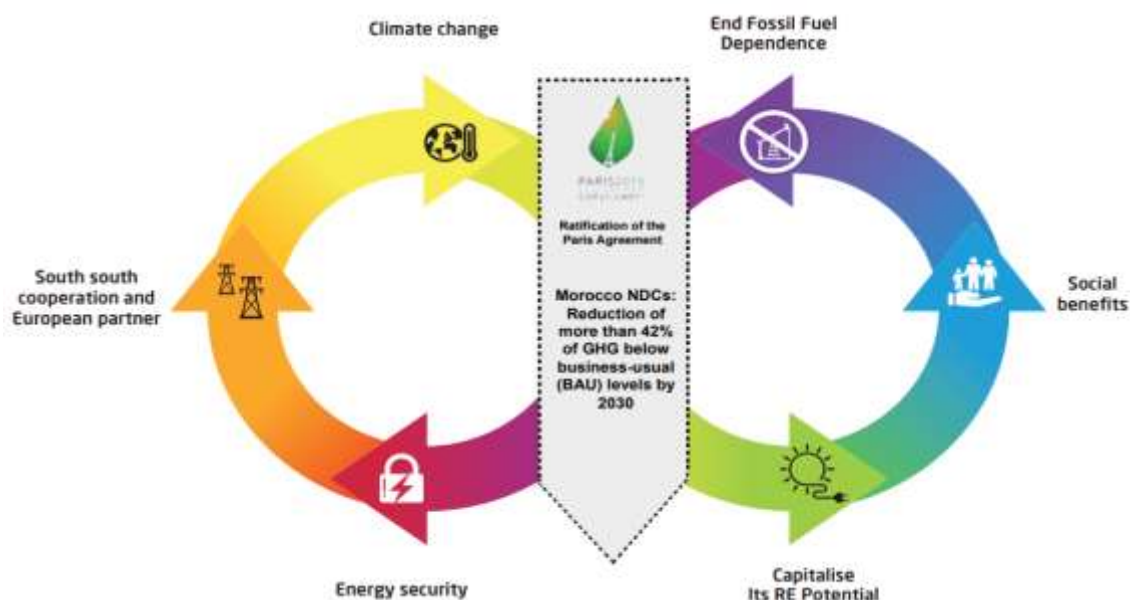 Climate change
End Fossil Fuel
Dependence
PARIS2015
Ratification of the
Paris Agreement
South south
cooperation and
European partner
Morocco NDCs:
Reduction of
more than 42%
of GHG below
business-usual
(BAU) levels by
2030
Social
benefits
Energy security
Capitalise
Its RE Potential